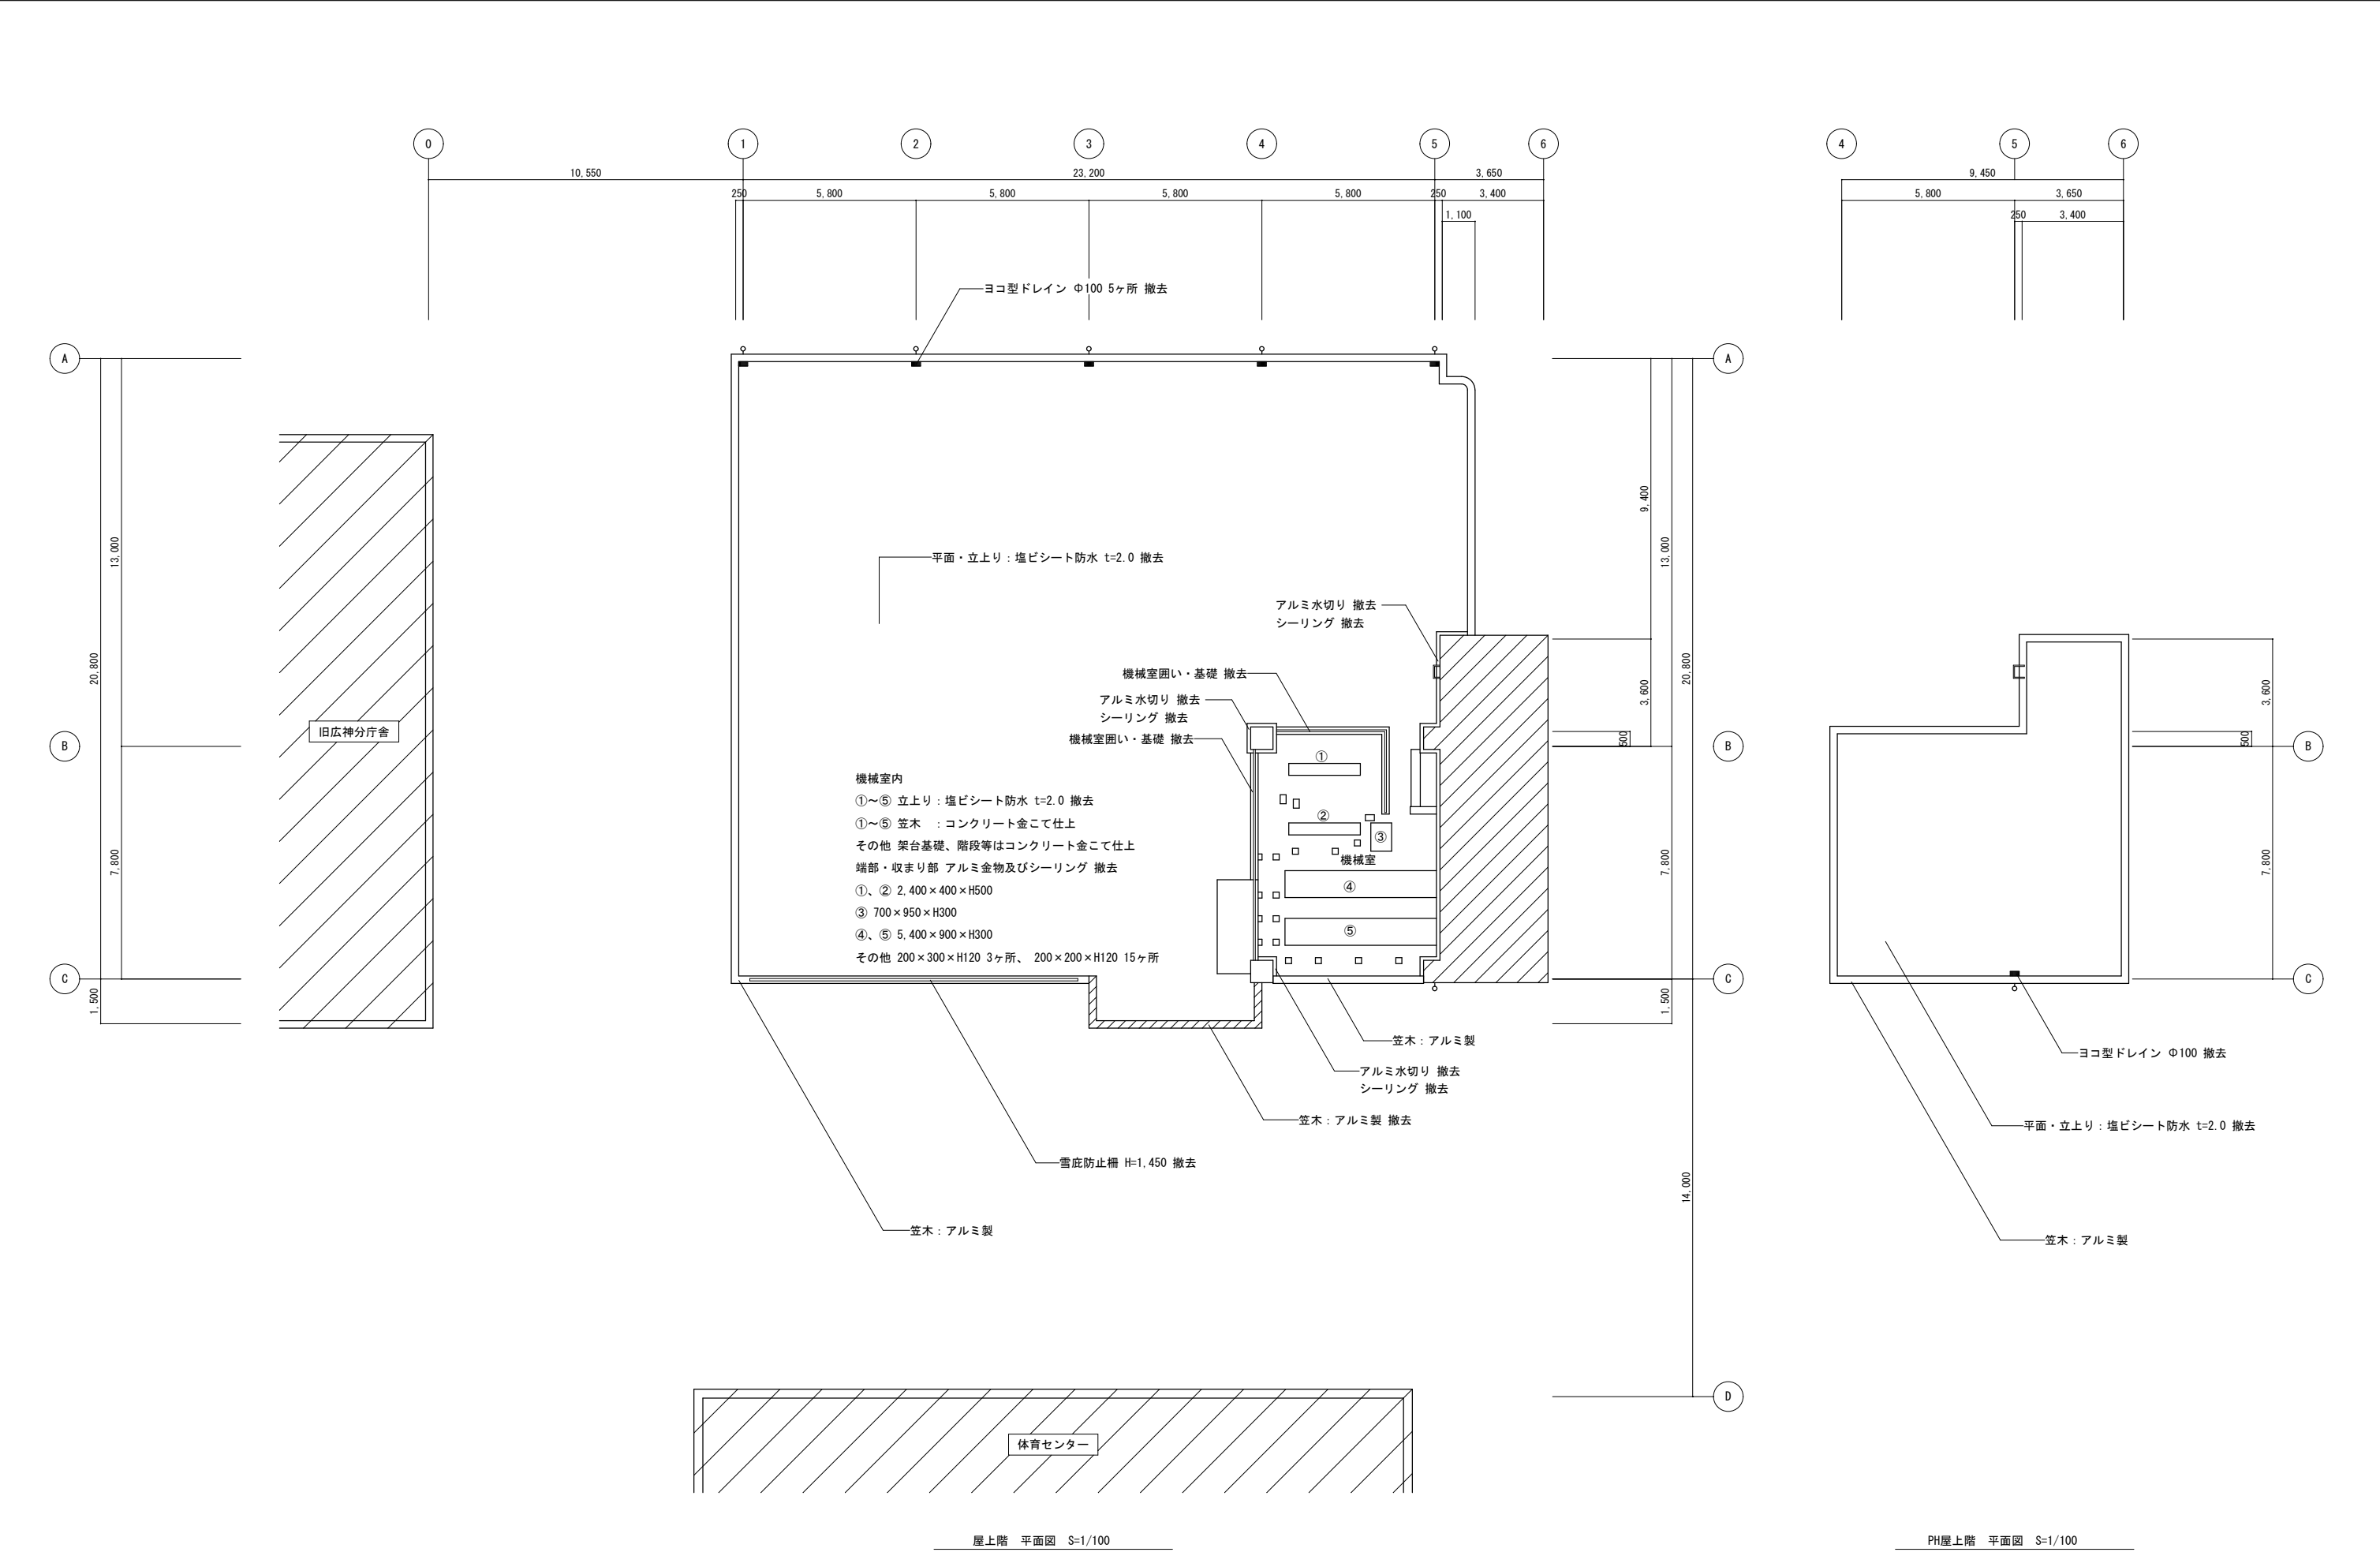 0 1 2 3 4 5 6
10,550 23,200 3,650
250 5,800 5,800 5,800 5,800 250 3,400
1,100
4 5 6
9,450
5,800 3,650
250 3,400
ヨコ型ドレイン Φ100 5ヶ所 撤去
A
A
9,400
13,000
13,000
平面・立上り：塩ビシート防水 t=2.0 撤去
アルミ水切り 撤去
シーリング 撤去
20,800
20,800
3,600
3,600
機械室囲い・基礎 撤去
アルミ水切り 撤去
シーリング 撤去
機械室囲い・基礎 撤去
旧広神分庁舎
B
500
B
500
B
①
機械室内
①～⑤ 立上り：塩ビシート防水 t=2.0 撤去
①～⑤ 笠木　：コンクリート金こて仕上
その他 架台基礎、階段等はコンクリート金こて仕上
端部・収まり部 アルミ金物及びシーリング 撤去
①、② 2,400×400×H500
③ 700×950×H300
④、⑤ 5,400×900×H300
その他 200×300×H120 3ヶ所、 200×200×H120 15ヶ所
②
③
機械室
④
⑤
7,800
7,800
7,800
C
C
C
1,500
1,500
笠木：アルミ製
ヨコ型ドレイン Φ100 撤去
アルミ水切り 撤去
シーリング 撤去
笠木：アルミ製 撤去
平面・立上り：塩ビシート防水 t=2.0 撤去
雪庇防止柵 H=1,450 撤去
14,000
笠木：アルミ製
笠木：アルミ製
D
体育センター
屋上階　平面図　S=1/100
PH屋上階　平面図　S=1/100